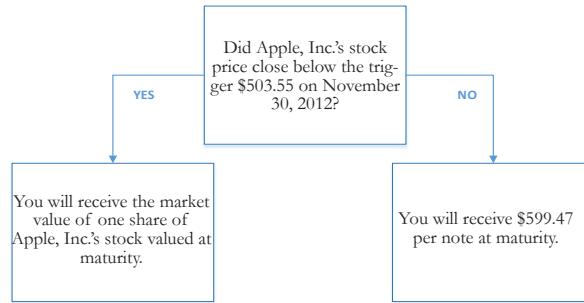 Did Apple, Inc.'s stock
price close below the trig-
ger $503.55 on November
30, 2012?
YES
NO
You will receive the market
value of one share of
Apple, Inc.'s stock valued at
maturity.
You will receive $599.47
per note at maturity.